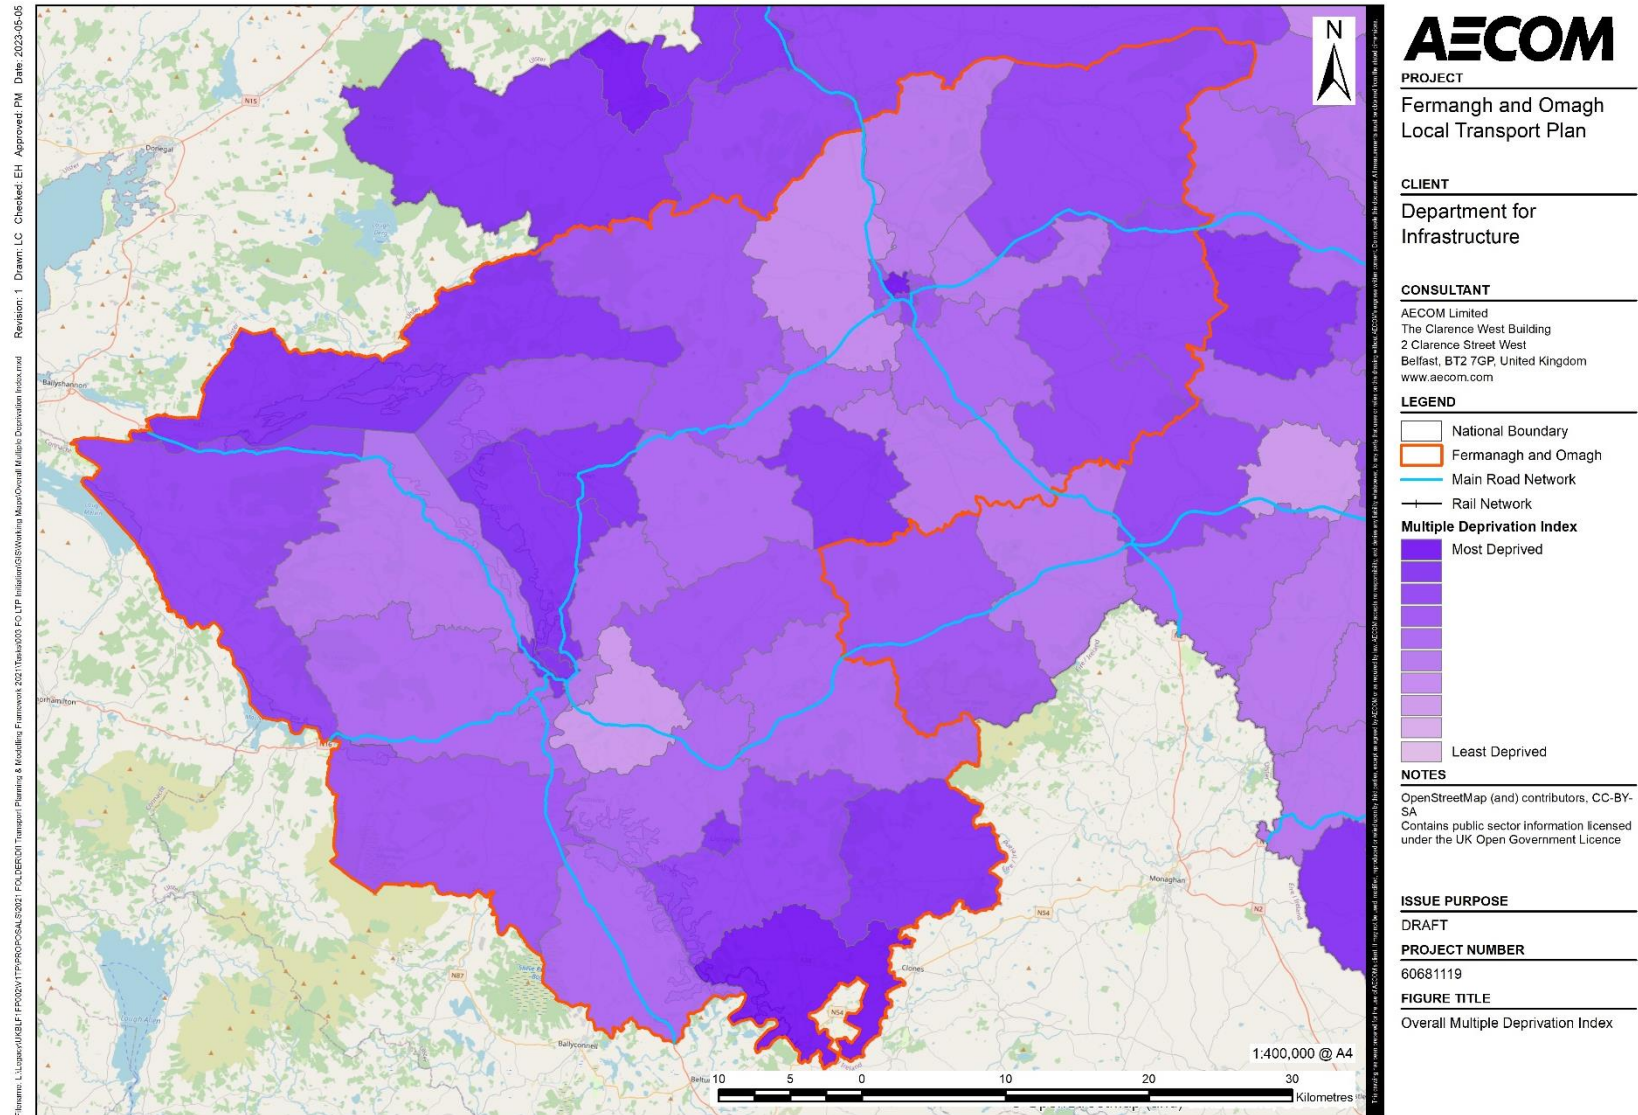 Revision: 1 Drawn: LC Checked: EH Approved: PM Date: 2023-05-05
N
N15
Donegal
Ballyshannon
N16
N87
Ballyconnell
Clones
N54
N54
Monaghan
N2
1:400,000 @ A4
10 5 0 10 20 30
Kilometres
AECOM
PROJECT
Fermangh and Omagh
Local Transport Plan
CLIENT
Department for
Infrastructure
CONSULTANT
AECOM Limited
The Clarence West Building
2 Clarence Street West
Belfast, BT2 7GP, United Kingdom
www.aecom.com
LEGEND
National Boundary
Fermanagh and Omagh
Main Road Network
Rail Network
Multiple Deprivation Index
Most Deprived
Least Deprived
NOTES
OpenStreetMap (and) contributors, CC-BY-
SA
Contains public sector information licensed
under the UK Open Government Licence
ISSUE PURPOSE
DRAFT
PROJECT NUMBER
60681119
FIGURE TITLE
Overall Multiple Deprivation Index